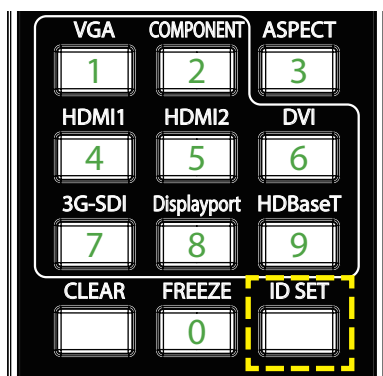 VGA COMPONENT ASPECT
1 2 3
HDMI1 HDMI2 DVI
4 5 6
3G-SDI Displayport HDBaseT
7 8 9
CLEAR FREEZE ID SET
0